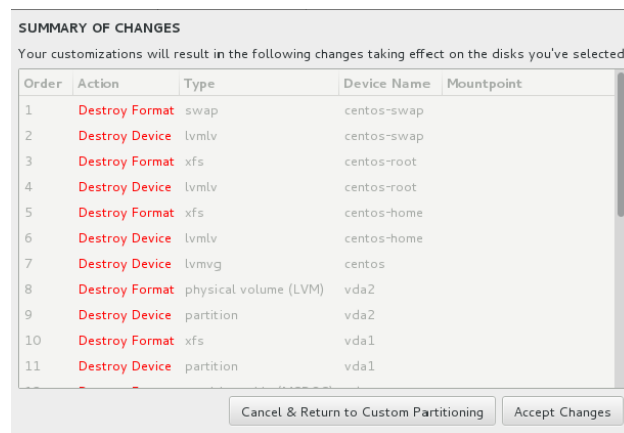 SUMMARY OF CHANGES
Your customizations will result in the following changes taking effect on the disks you've selected
Order Action Type Device Name Mountpoint
1 Destroy Format swap centos-swap
2 Destroy Device lvmlv centos-swap
3 Destroy Format xfs centos-root
4 Destroy Device lvmlv centos-root
5 Destroy Format xfs centos-home
6 Destroy Device lvmlv centos-home
7 Destroy Device lvmvg centos
8 Destroy Format physical volume (LVM) vda2
9 Destroy Device partition vda2
10 Destroy Format xfs vda1
11 Destroy Device partition vda1
Cancel & Return to Custom Partitioning Accept Changes